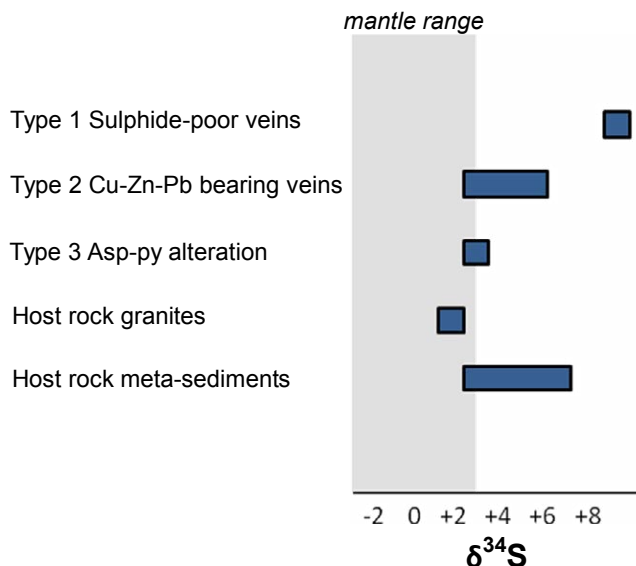 mantle range
Type 1 Sulphide-poor veins
Type 2 Cu-Zn-Pb bearing veins
Type 3 Asp-py alteration
Host rock granites
Host rock meta-sediments
-2 0 +2 +4 +6 +8
δ³⁴S